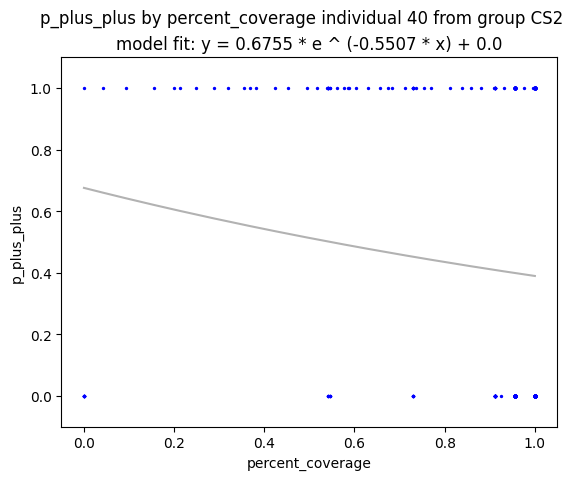 p_plus_plus by percent_coverage individual 40 from group CS2
model fit: y = 0.6755 * e ^ (-0.5507 * x) + 0.0
1.0
0.8
0.6
0.4
0.2
0.0
p_plus_plus
0.0 0.2 0.4 0.6 0.8 1.0
percent_coverage